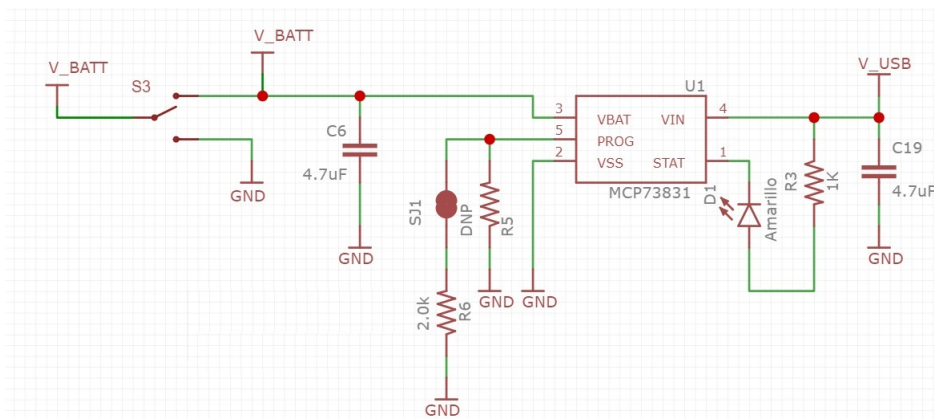 V_BATT
V_BATT
S3
GND
C6
4.7uF
GND
SJ1
DNP
R5
GND
GND
2.0k
R6
GND
U1
3
VBAT
VIN
4
5
PROG
2
VSS
STAT
1
MCP73831
D1
Amarillo
R3
1K
V_USB
C19
4.7uF
GND